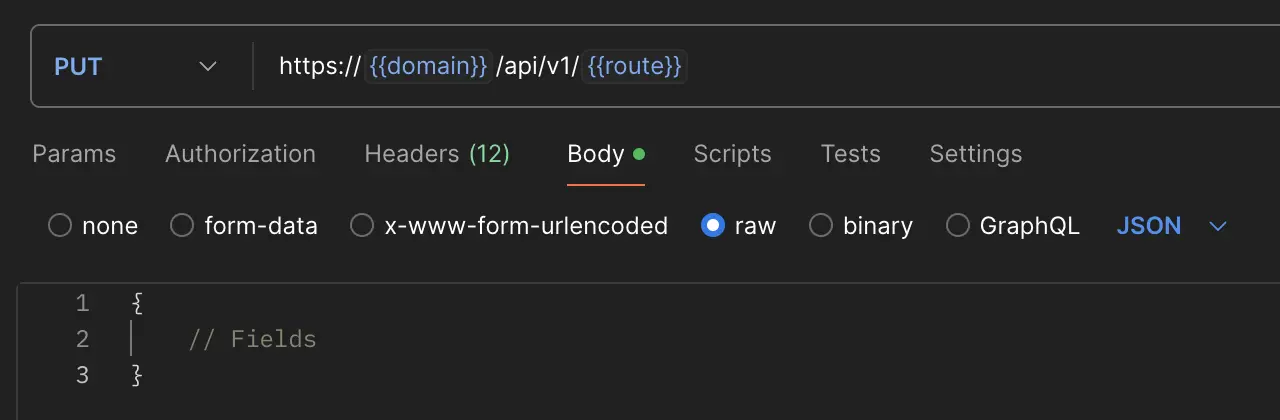 PUT https://{{domain}}/api/v1/{{route}}
Params Authorization Headers (12) Body Scripts Tests Settings
none form-data x-www-form-urlencoded raw binary GraphQL JSON
1 {
2 // Fields
3 }